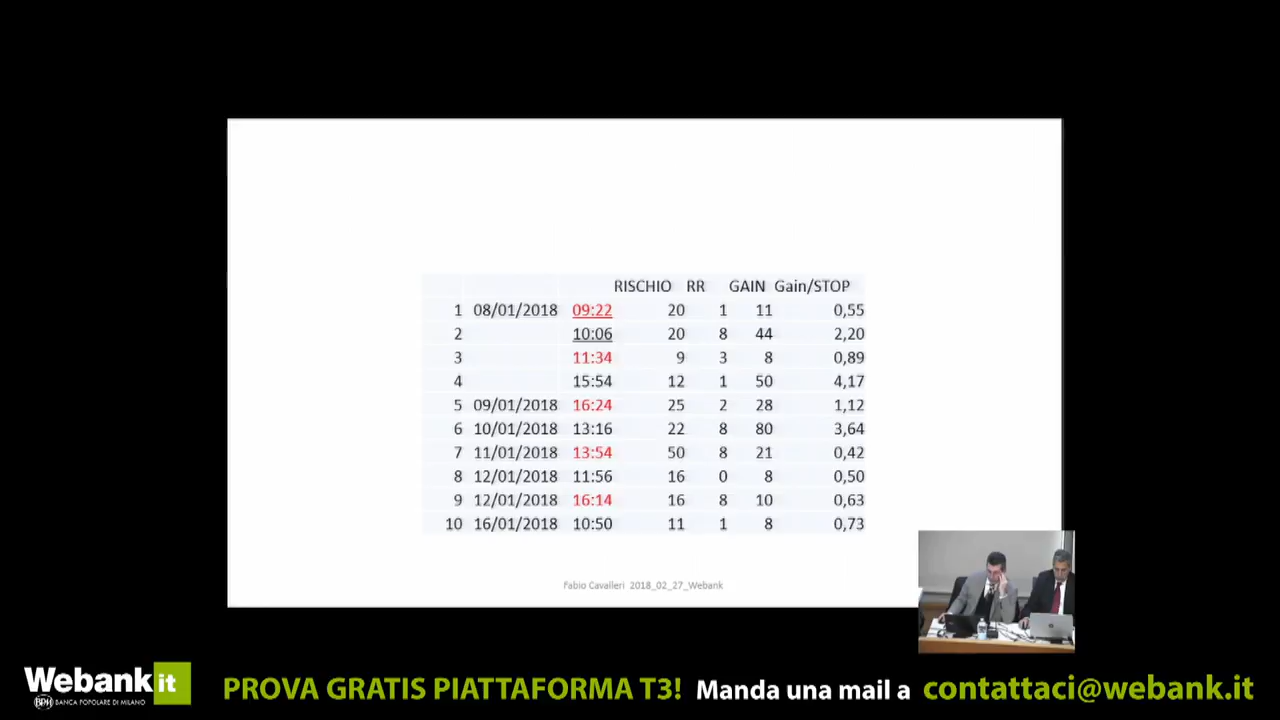 RISCHIO RR GAIN Gain/STOP
1 08/01/2018 09:22 20 1 11 0,55
2 10:06 20 8 44 2,20
3 11:34 9 3 8 0,89
4 15:54 12 1 50 4,17
5 09/01/2018 16:24 25 2 28 1,12
6 10/01/2018 13:16 22 8 80 3,64
7 11/01/2018 13:54 50 8 21 0,42
8 12/01/2018 11:56 16 0 8 0,50
9 12/01/2018 16:14 16 8 10 0,63
10 16/01/2018 10:50 11 1 8 0,73
Fabio Cavalleri 2018_02_27_Webank
Webank it
BPM BANCA POPOLARE DI MILANO
PROVA GRATIS PIATTAFORMA T3! Manda una mail a contattaci@webank.it